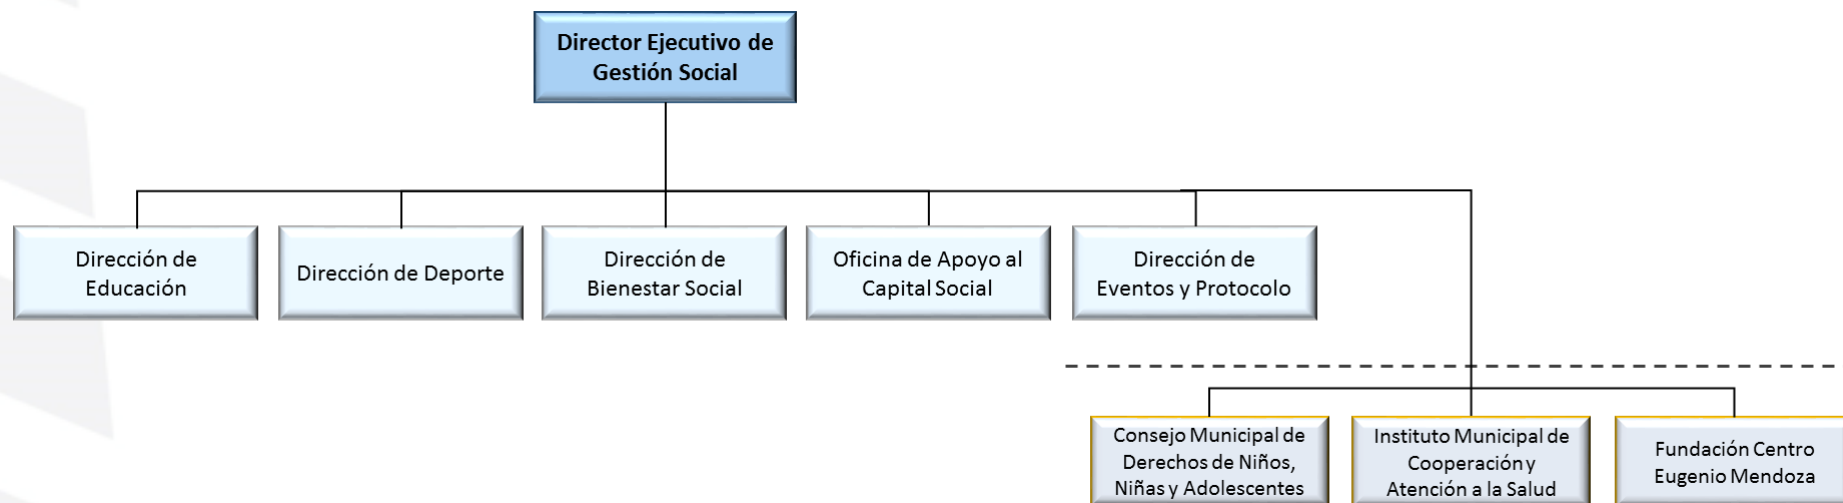 Director Ejecutivo de
Gestión Social
Dirección de
Educación
Dirección de Deporte
Dirección de
Bienestar Social
Oficina de Apoyo al
Capital Social
Dirección de
Eventos y Protocolo
Consejo Municipal de
Derechos de Niños,
Niñas y Adolescentes
Instituto Municipal de
Cooperación y
Atención a la Salud
Fundación Centro
Eugenio Mendoza